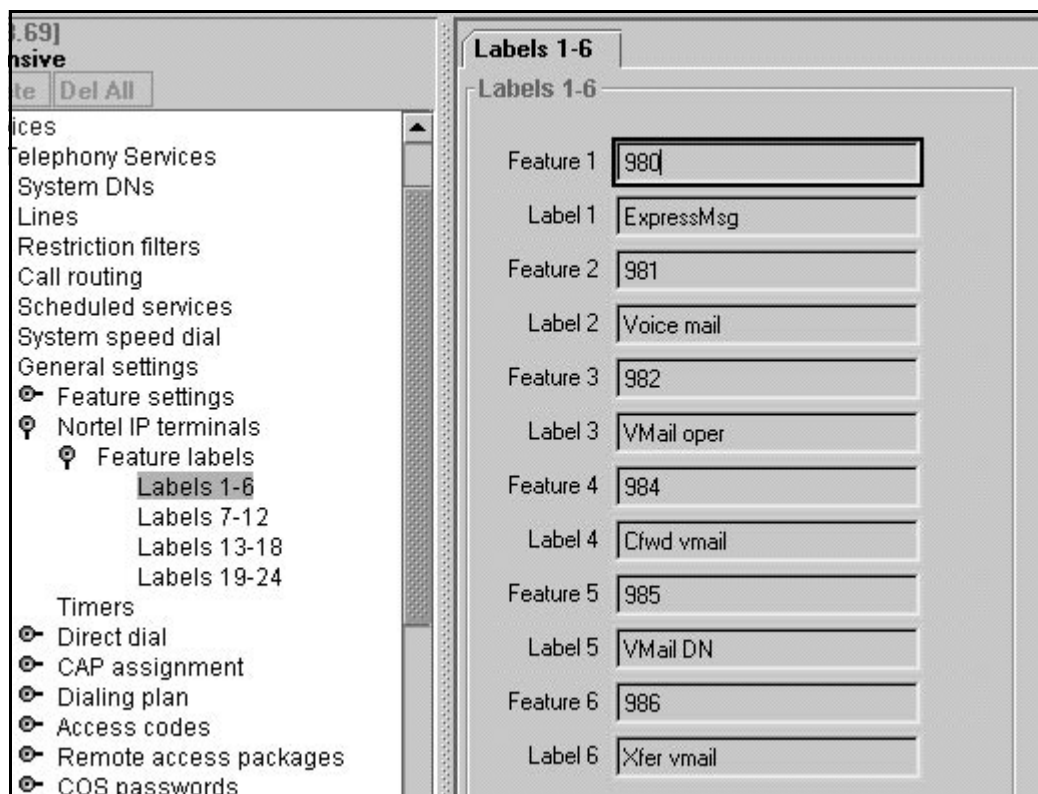 3.69]
nsive
te Del All
ices
Telephony Services
System DNs
Lines
Restriction filters
Call routing
Scheduled services
System speed dial
General settings
Feature settings
Nortel IP terminals
Feature labels
Labels 1-6
Labels 7-12
Labels 13-18
Labels 19-24
Timers
Direct dial
CAP assignment
Dialing plan
Access codes
Remote access packages
COS passwords
Labels 1-6
Labels 1-6
Feature 1 980
Label 1 ExpressMsg
Feature 2 981
Label 2 Voice mail
Feature 3 982
Label 3 VMail oper
Feature 4 984
Label 4 Cfwd vmail
Feature 5 985
Label 5 VMail DN
Feature 6 986
Label 6 Xfer vmail